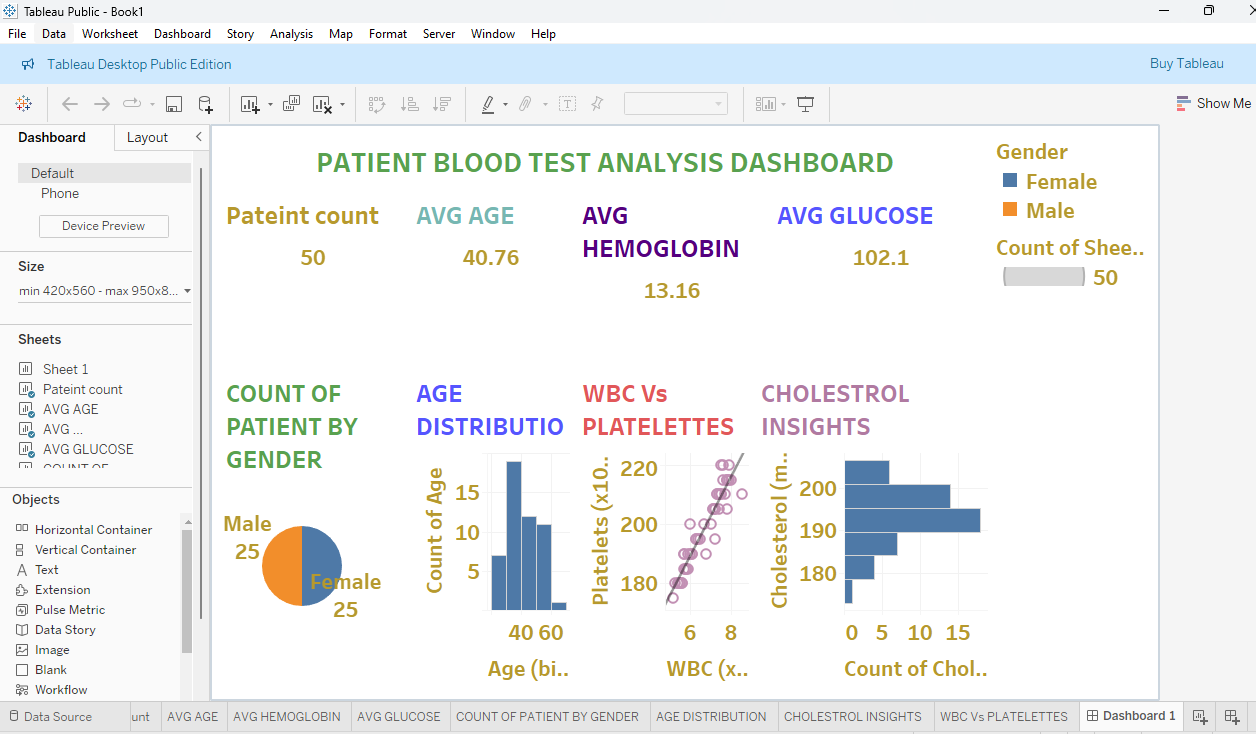 Tableau Public - Book1
File Data Worksheet Dashboard Story Analysis Map Format Server Window Help
Tableau Desktop Public Edition
Buy Tableau
Show Me
Dashboard
Layout
Default
Phone
Device Preview
Size
min 420x560 - max 950x8...
Sheets
Sheet 1
Pateint count
AVG AGE
AVG ...
AVG GLUCOSE
COUNT OF
Objects
Horizontal Container
Vertical Container
Text
Extension
Pulse Metric
Data Story
Image
Blank
Workflow
PATIENT BLOOD TEST ANALYSIS DASHBOARD
Pateint count
50
AVG AGE
40.76
AVG
HEMOGLOBIN
13.16
AVG GLUCOSE
102.1
Gender
Female
Male
Count of Shee..
50
COUNT OF
PATIENT BY
GENDER
Male
25
Female
25
AGE
DISTRIBUTIO
Count of Age
15
10
5
40 60
Age (bi..
WBC Vs
PLATELETTES
Platelets (x10..
220
200
180
6 8
WBC (x..
CHOLESTROL
INSIGHTS
Cholesterol (m..
200
190
180
0 5 10 15
Count of Chol..
Data Source
unt
AVG AGE
AVG HEMOGLOBIN
AVG GLUCOSE
COUNT OF PATIENT BY GENDER
AGE DISTRIBUTION
CHOLESTROL INSIGHTS
WBC Vs PLATELETTES
Dashboard 1